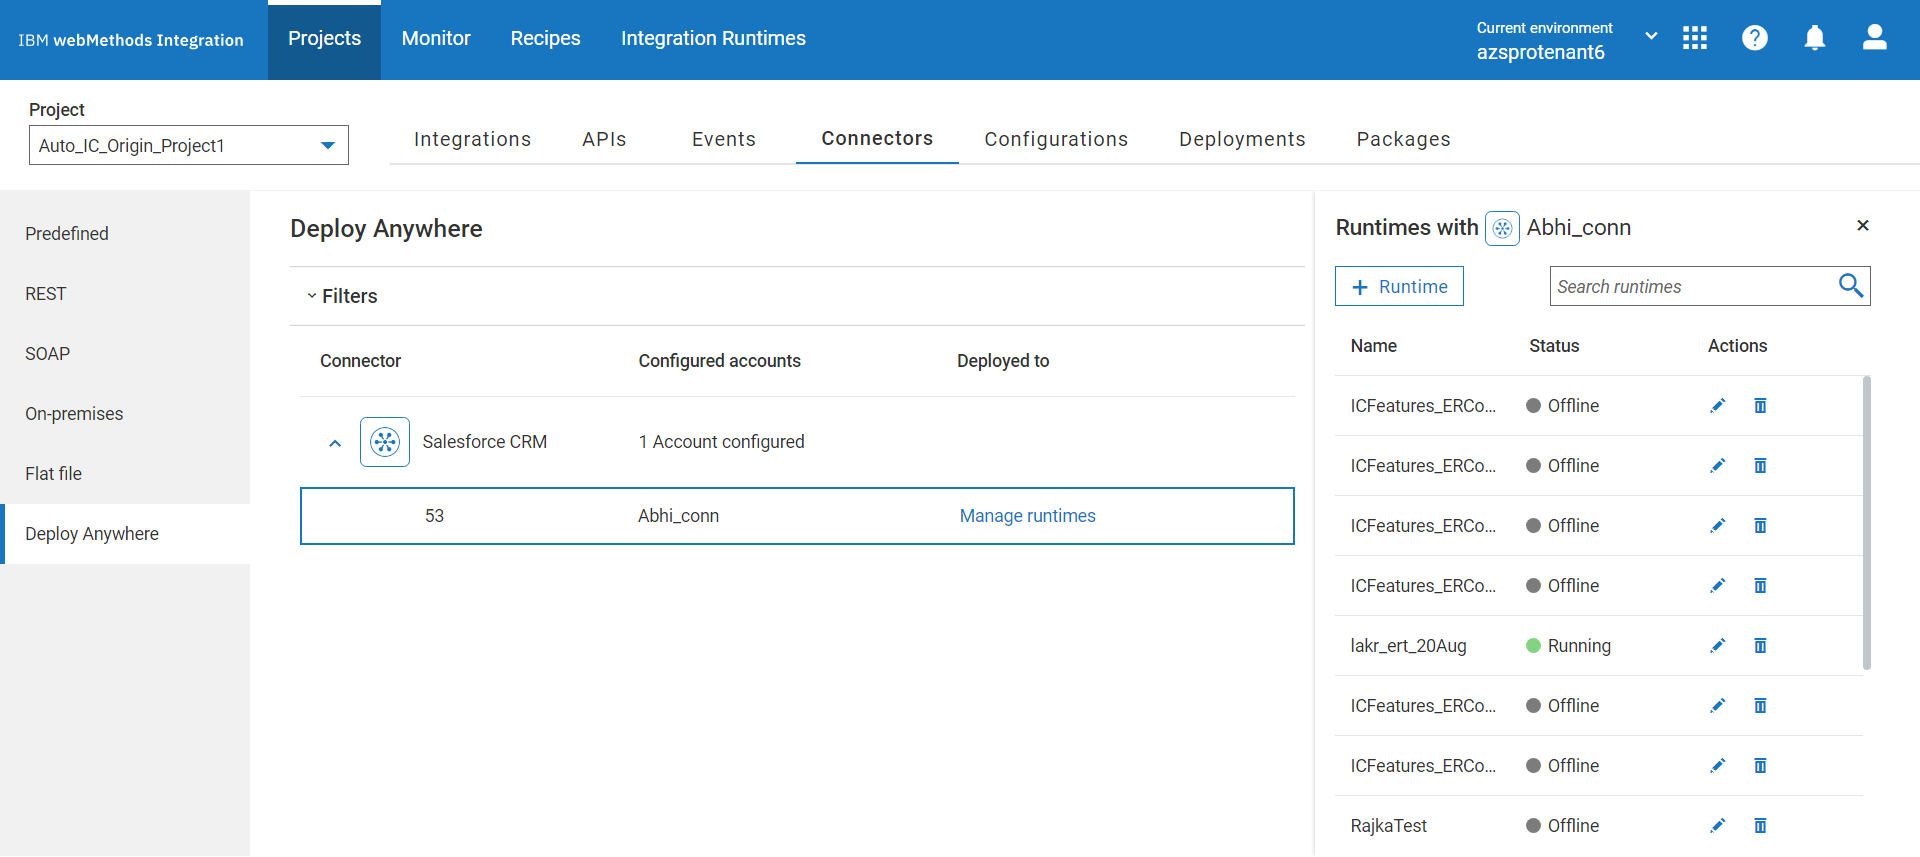 IBM webMethods Integration
Projects
Monitor
Recipes
Integration Runtimes
Current environment
azsprotenant6
Project
Auto_IC_Origin_Project1
Integrations
APIs
Events
Connectors
Configurations
Deployments
Packages
Predefined
REST
SOAP
On-premises
Flat file
Deploy Anywhere
Deploy Anywhere
Filters
Connector Configured accounts Deployed to
Salesforce CRM 1 Account configured
53 Abhi_conn Manage runtimes
Runtimes with Abhi_conn
+ Runtime
Search runtimes
Name Status Actions
ICFeatures_ERCo... Offline
ICFeatures_ERCo... Offline
ICFeatures_ERCo... Offline
ICFeatures_ERCo... Offline
lakr_ert_20Aug Running
ICFeatures_ERCo... Offline
ICFeatures_ERCo... Offline
RajkaTest Offline